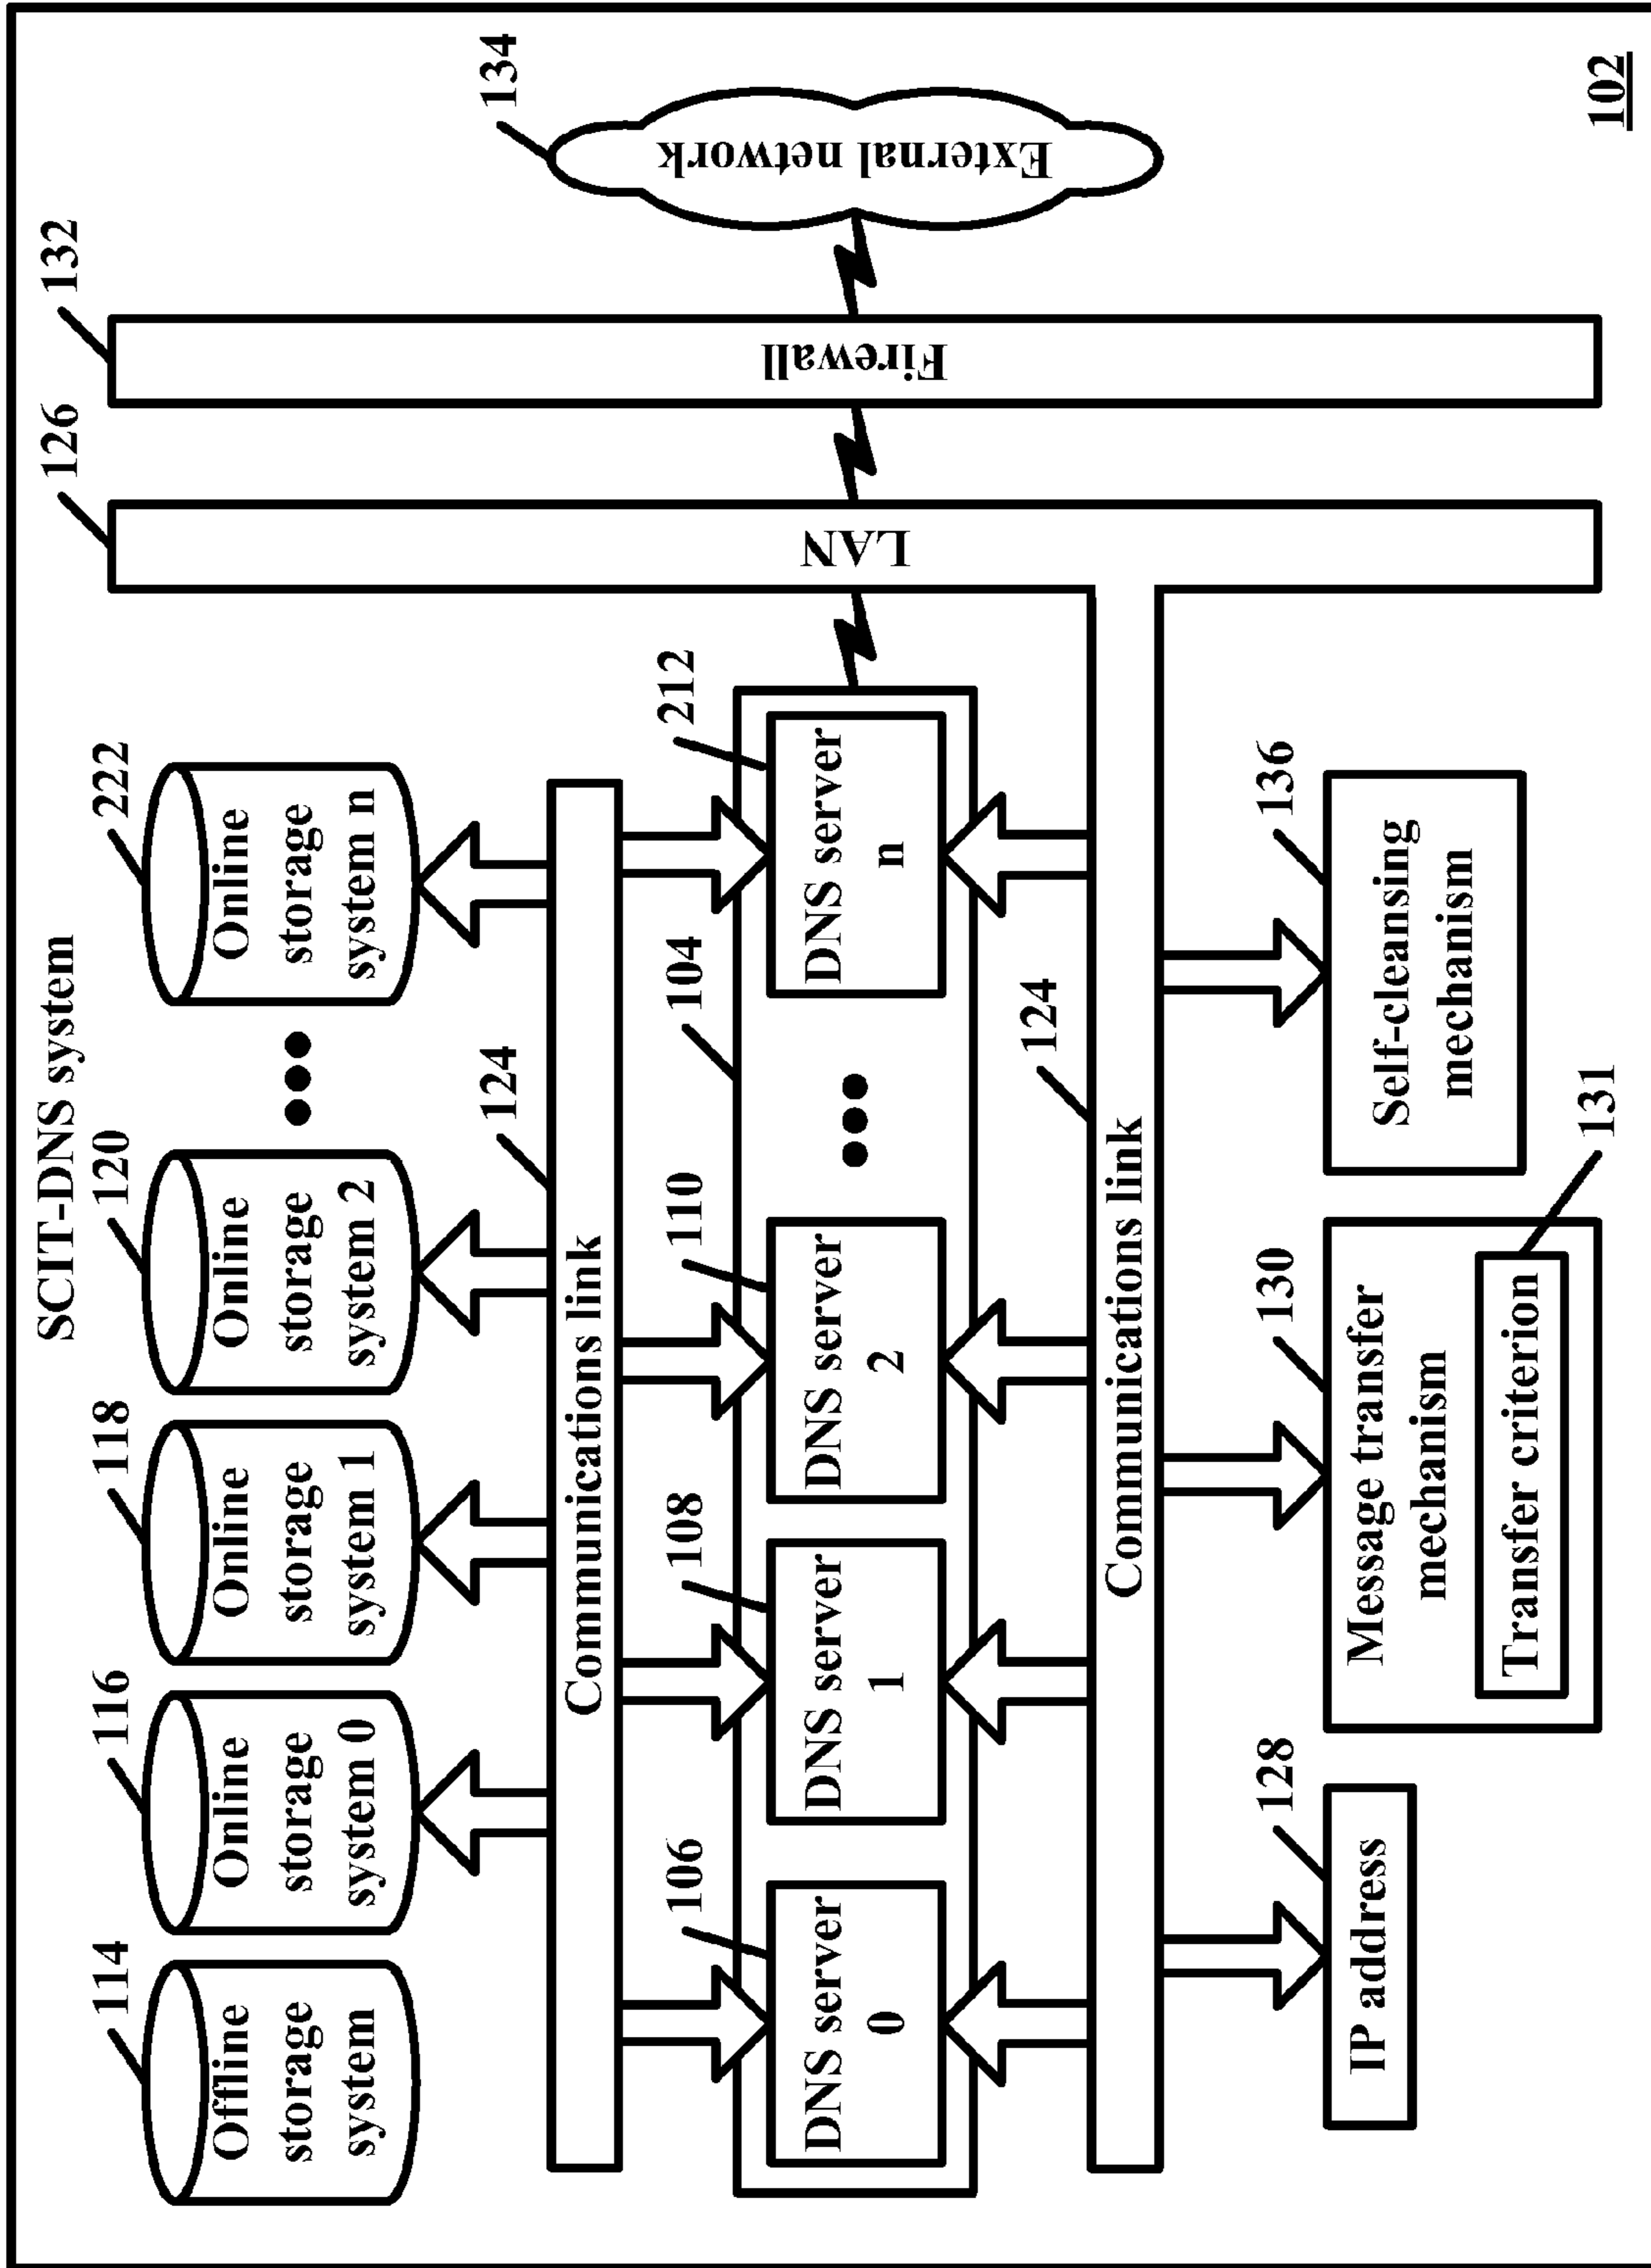 SCIT-DNS system
114
116
118
120
222
Offline
storage
system
Online
storage
system 0
Online
storage
system 1
Online
storage
system 2
Online
storage
system n
124
Communications link
106
108
110
104
212
DNS server
0
DNS server
1
DNS server
2
DNS server
n
124
Communications link
128
130
136
IP address
Message transfer
mechanism
Transfer criterion
131
Self-cleansing
mechanism
126
LAN
132
Firewall
134
External network
102